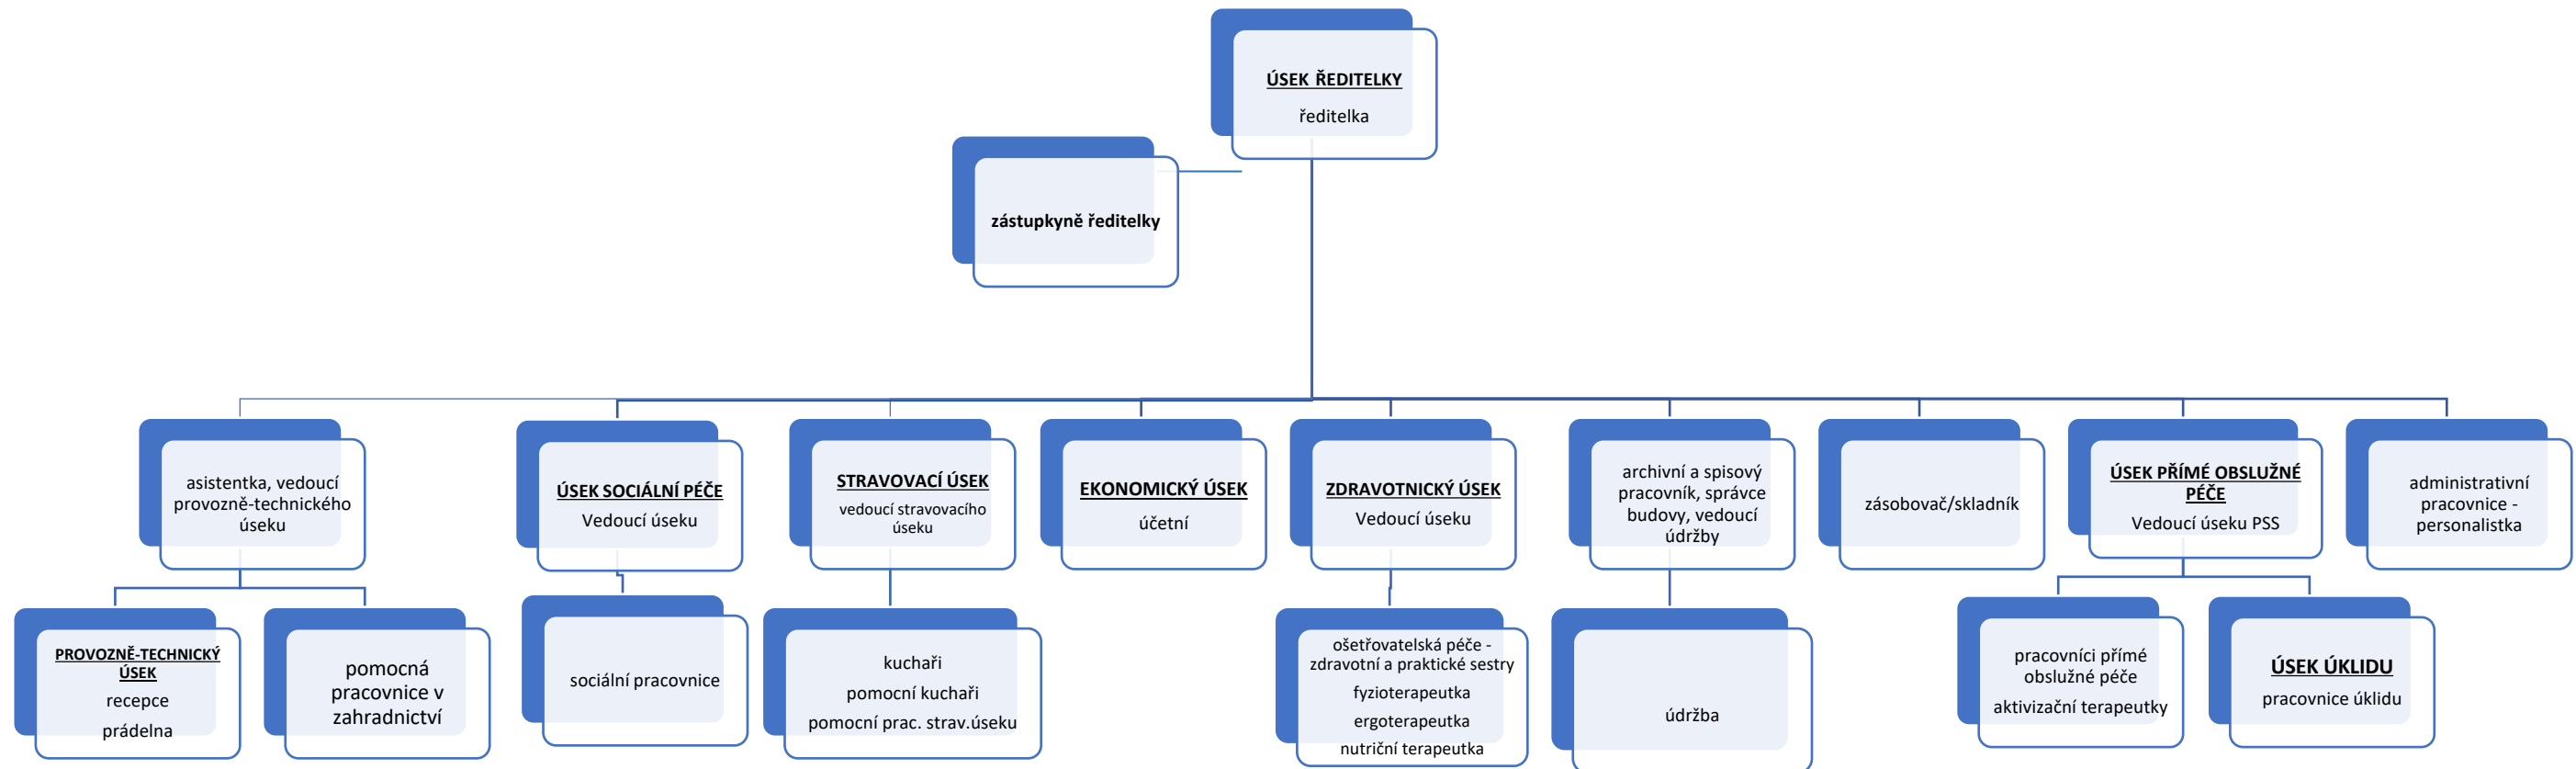 ÚSEK ŘEDITELKY
ředitelka
zástupkyně ředitelky
asistentka, vedoucí
provozně-technického
úseku
ÚSEK SOCIÁLNÍ PÉČE
Vedoucí úseku
STRAVOVACÍ ÚSEK
vedoucí stravovacího
úseku
EKONOMICKÝ ÚSEK
účetní
ZDRAVOTNICKÝ ÚSEK
Vedoucí úseku
archivní a spisový
pracovník, správce
budovy, vedoucí
údržby
zásobovač/skladník
ÚSEK PŘÍMÉ OBSLUŽNÉ
PÉČE
Vedoucí úseku PSS
administrativní
pracovnice -
personalistka
PROVOZNĚ-TECHNICKÝ
ÚSEK
recepce
prádelna
pomocná
pracovnice v
zahradnictví
sociální pracovnice
kuchaři
pomocní kuchaři
pomocní prac. strav.úseku
ošetřovatelská péče -
zdravotní a praktické sestry
fyzioterapeutka
ergoterapeutka
nutriční terapeutka
údržba
pracovníci přímé
obslužné péče
aktivizační terapeutky
ÚSEK ÚKLIDU
pracovnice úklidu